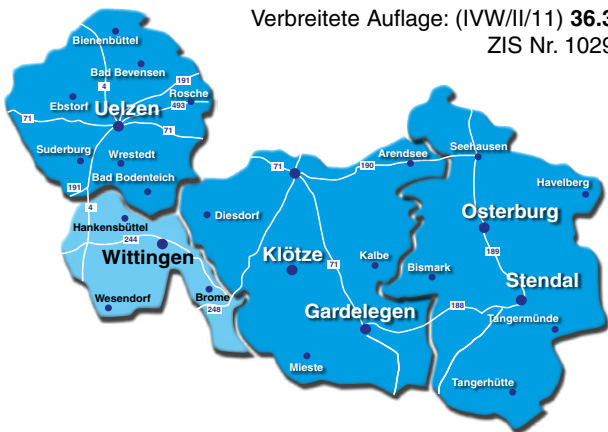 Verbreitete Auflage: (IVW/II/11) 36.3
ZIS Nr. 1029
Bienenbüttel
Bad Bevensen
4
191
Rosche
Ebstorf
493
Uelzen
71
71
Suderburg
Wrestedt
Bad Bodenteich
191
4
Hankensbüttel
244
Wittingen
Wesendorf
Brome
248
Diesdorf
71
190
Arendsee
Seehausen
Havelberg
Osterburg
Klötze
71
Kalbe
Bismark
189
Stendal
Gardelegen
188
Tangermünde
Mieste
Tangerhütte